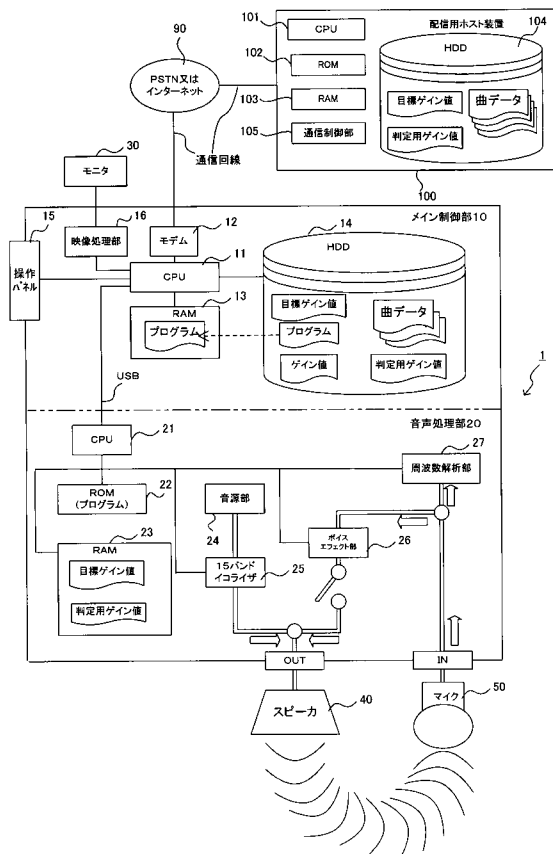 90
PSTN又は
インターネット
通信回線
101
CPU
102
ROM
103
RAM
105
通信制御部
配信用ホスト装置
104
HDD
目標ゲイン値
曲データ
判定用ゲイン値
100
30
モニタ
15
操作
パネル
16
映像処理部
12
モデム
11
CPU
13
RAM
プログラム
メイン制御部10
14
HDD
目標ゲイン値
プログラム
曲データ
ゲイン値
判定用ゲイン値
1
USB
音声処理部20
CPU
21
ROM
(プログラム)
22
23
RAM
目標ゲイン値
判定用ゲイン値
音源部
24
15バンド
イコライザ
25
ボイス
エフェクト部
26
27
周波数解析部
OUT
IN
スピーカ
40
マイク
50